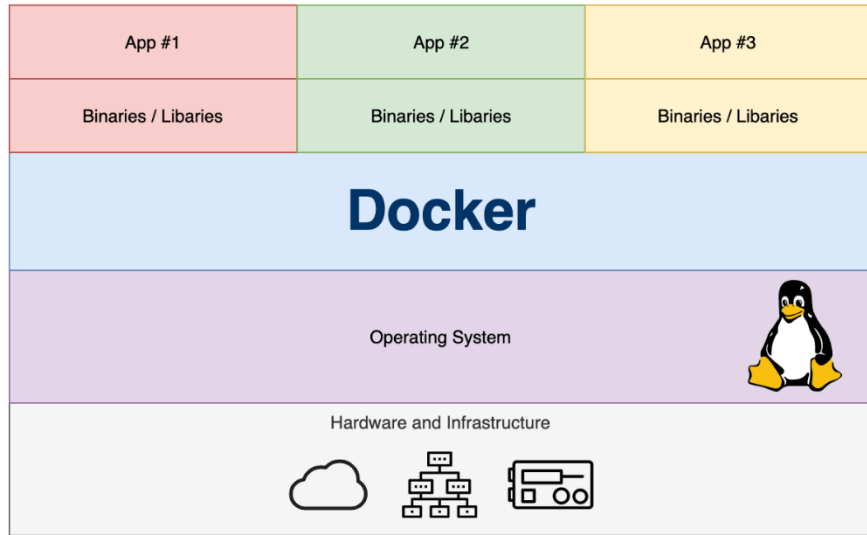 App #1
App #2
App #3
Binaries / Libaries
Binaries / Libaries
Binaries / Libaries
Docker
Operating System
Hardware and Infrastructure